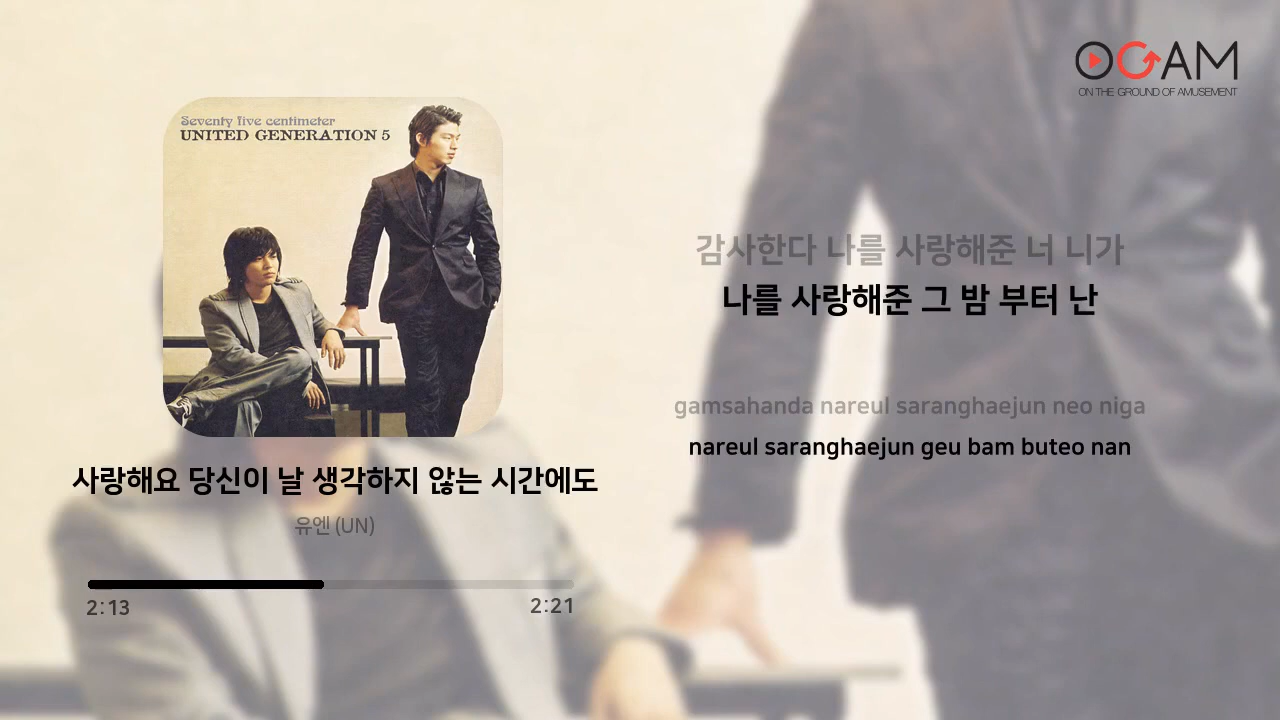 OGAM
ON THE GROUND OF AMUSEMENT
Seventy five centimeter
UNITED GENERATION 5
감사한다 나를 사랑해준 너 니가
나를 사랑해준 그 밤 부터 난
gamsahanda nareul saranghaejun neo niga
nareul saranghaejun geu bam buteo nan
사랑해요 당신이 날 생각하지 않는 시간에도
유엔 (UN)
2:13
2:21